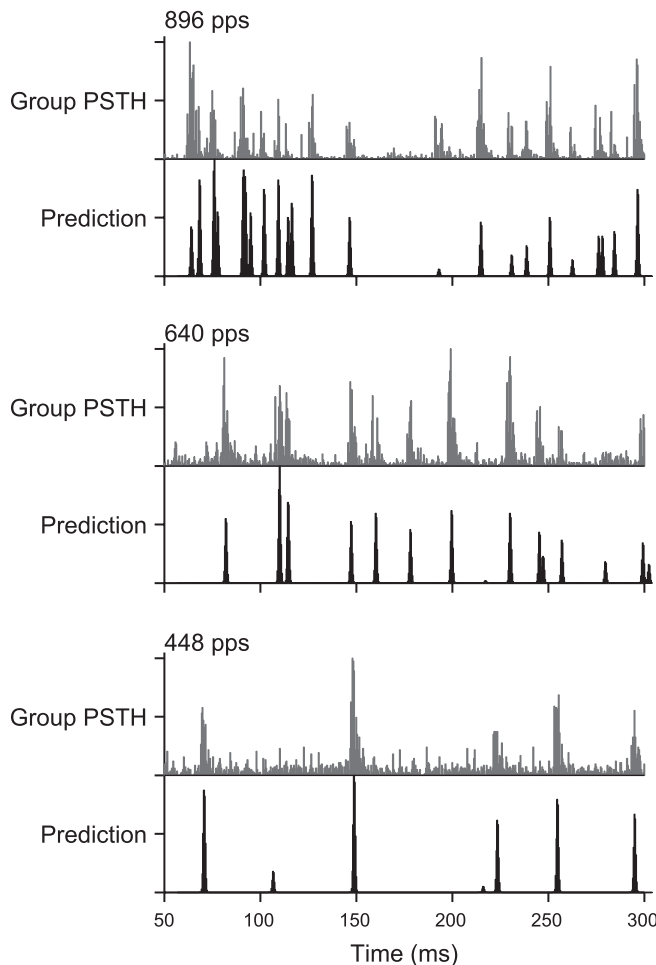 896 pps
Group PSTH
Prediction
640 pps
Group PSTH
Prediction
448 pps
Group PSTH
Prediction
50 100 150 200 250 300
Time (ms)